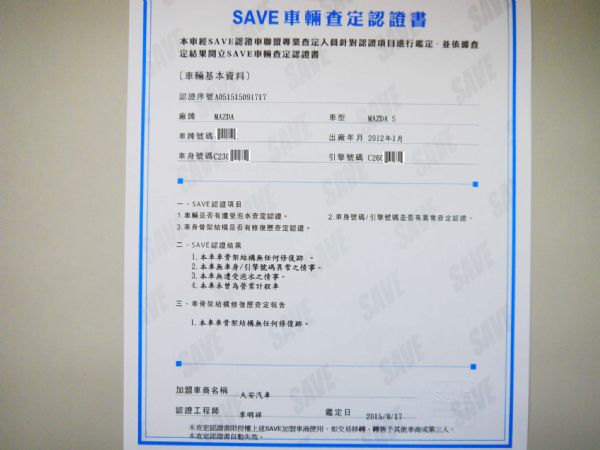 SAVE車輛查定認證書
本車經SAVE認證車聯盟專業查定人員針對認證項目進行鑑定，並依據查
定結果開立SAVE車輛查定認證書
〔車輛基本資料〕
認證序號A051515091717
廠牌 MAZDA 車型 MAZDA 5
車牌號碼 出廠年月 2012年1月
車身號碼C230 引擎號碼 C260
一、SAVE認證項目
1.車輛是否有遭受泡水查定認證。 2.車身號碼/引擎號碼是否有異常查定認證。
3.車身骨架結構是否有修復歷查定認證。
二、SAVE認證結果
1.本車車骨架結構無任何修復跡 。
2.本車無車身/引擎號碼異常之情事。
3.本車無遭受泡水之情事。
4.本車未曾為營業計程車
三、車骨架結構修復歷查定報告
1.本車車骨架結構無任何修復跡。
加盟車商名稱 大安汽車
認證工程師 李明祥 鑑定日 2015/9/17
本查定認證書限授權上述SAVE加盟車商使用，如交易移轉、轉售予其他車商或第三人，
本查定認證書自動失效。